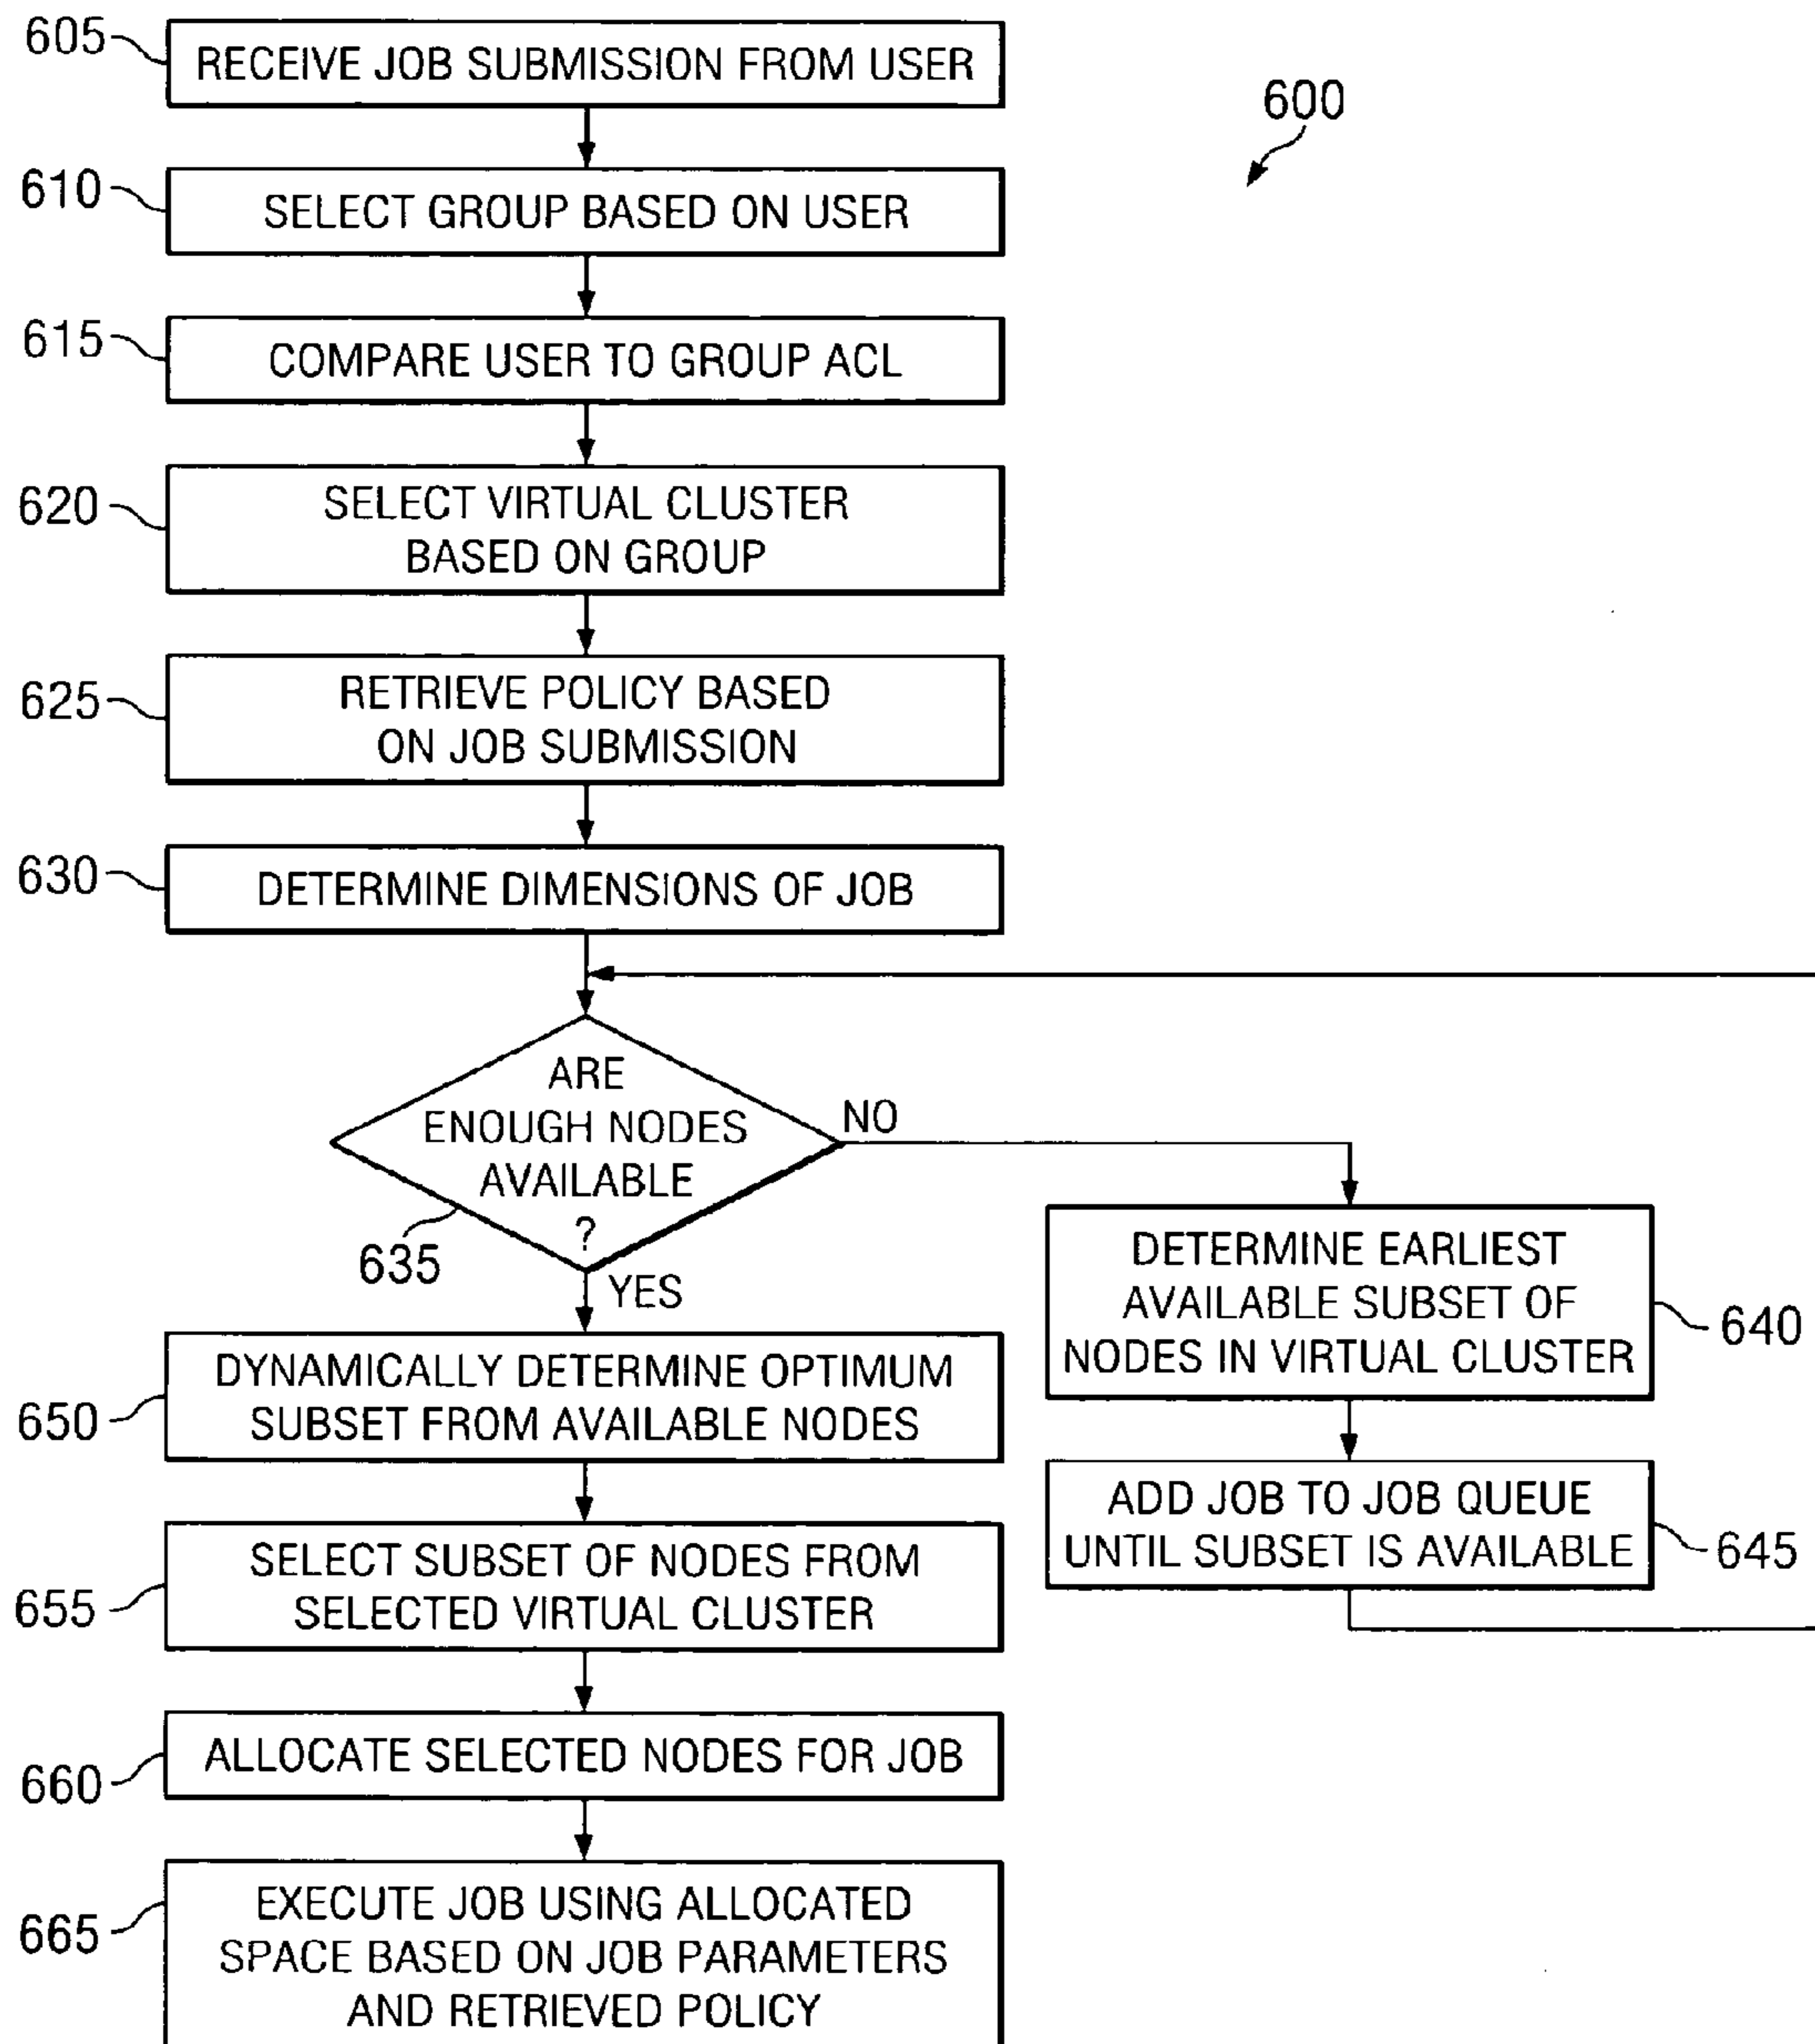 605
RECEIVE JOB SUBMISSION FROM USER
600
610
SELECT GROUP BASED ON USER
615
COMPARE USER TO GROUP ACL
620
SELECT VIRTUAL CLUSTER
BASED ON GROUP
625
RETRIEVE POLICY BASED
ON JOB SUBMISSION
630
DETERMINE DIMENSIONS OF JOB
ARE
ENOUGH NODES
AVAILABLE
?
635
NO
YES
DETERMINE EARLIEST
AVAILABLE SUBSET OF
NODES IN VIRTUAL CLUSTER
640
ADD JOB TO JOB QUEUE
UNTIL SUBSET IS AVAILABLE
645
650
DYNAMICALLY DETERMINE OPTIMUM
SUBSET FROM AVAILABLE NODES
655
SELECT SUBSET OF NODES FROM
SELECTED VIRTUAL CLUSTER
660
ALLOCATE SELECTED NODES FOR JOB
665
EXECUTE JOB USING ALLOCATED
SPACE BASED ON JOB PARAMETERS
AND RETRIEVED POLICY